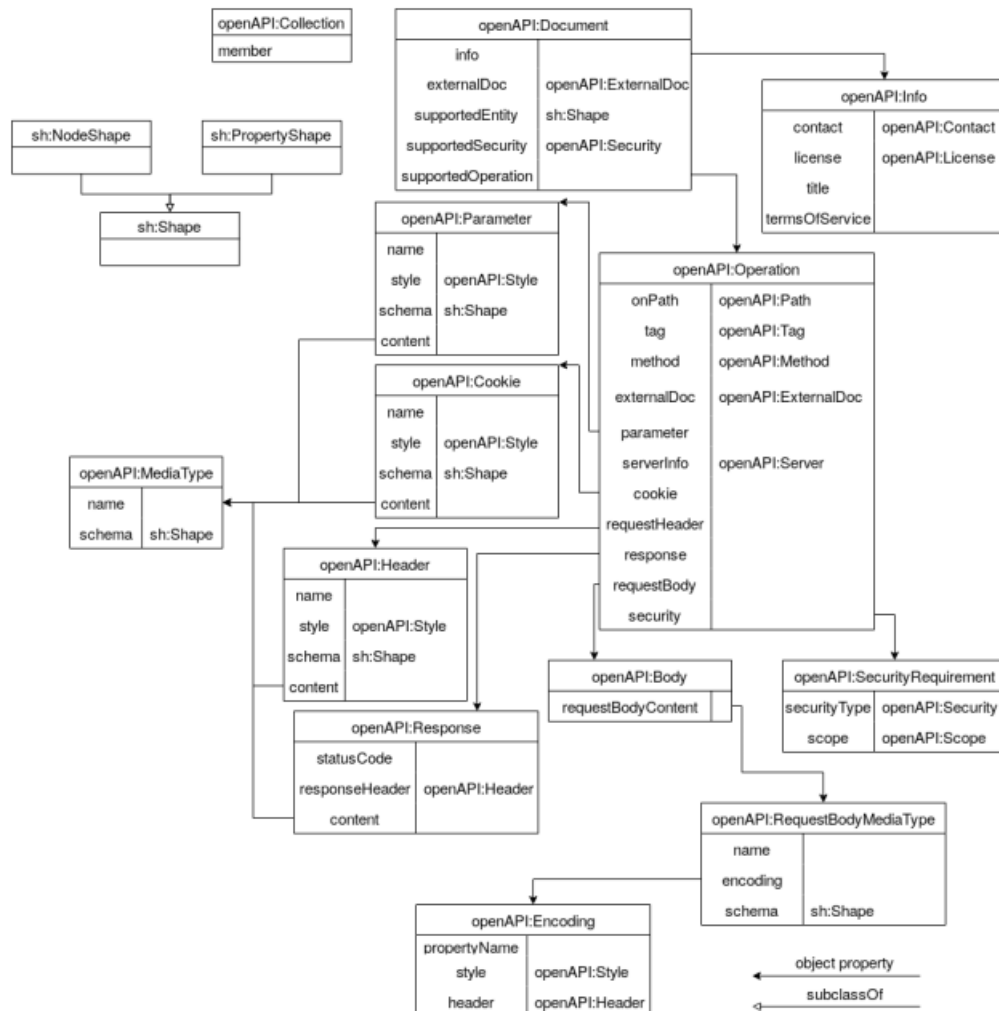 openAPI:Collection
member
openAPI:Document
info
externalDoc openAPI:ExternalDoc
supportedEntity sh:Shape
supportedSecurity openAPI:Security
supportedOperation
openAPI:Info
contact openAPI:Contact
license openAPI:License
title
termsOfService
sh:NodeShape
sh:PropertyShape
sh:Shape
openAPI:Parameter
name
style openAPI:Style
schema sh:Shape
content
openAPI:Operation
onPath openAPI:Path
tag openAPI:Tag
method openAPI:Method
externalDoc openAPI:ExternalDoc
parameter
serverInfo openAPI:Server
cookie
requestHeader
response
requestBody
security
openAPI:Cookie
name
style openAPI:Style
schema sh:Shape
content
openAPI:MediaType
name
schema sh:Shape
openAPI:Header
name
style openAPI:Style
schema sh:Shape
content
openAPI:Body
requestBodyContent
openAPI:SecurityRequirement
securityType openAPI:Security
scope openAPI:Scope
openAPI:Response
statusCode
responseHeader openAPI:Header
content
openAPI:RequestBodyMediaType
name
encoding
schema sh:Shape
openAPI:Encoding
propertyName
style openAPI:Style
header openAPI:Header
object property
subclassOf